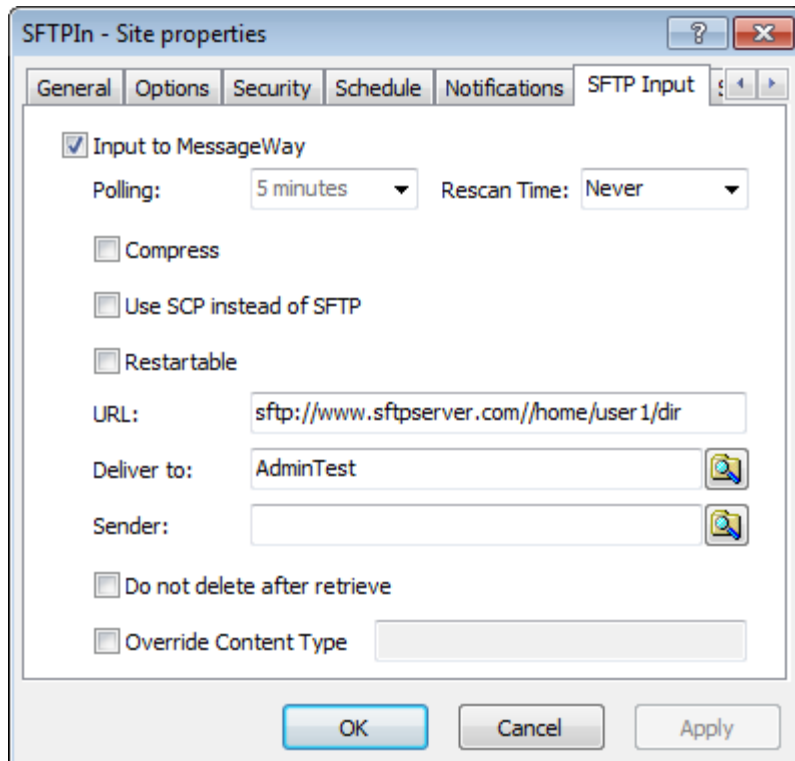 SFTPIn - Site properties
General Options Security Schedule Notifications SFTP Input
Input to MessageWay
Polling: 5 minutes Rescan Time: Never
Compress
Use SCP instead of SFTP
Restartable
URL: sftp://www.sftpserver.com//home/user1/dir
Deliver to: AdminTest
Sender:
Do not delete after retrieve
Override Content Type
OK Cancel Apply